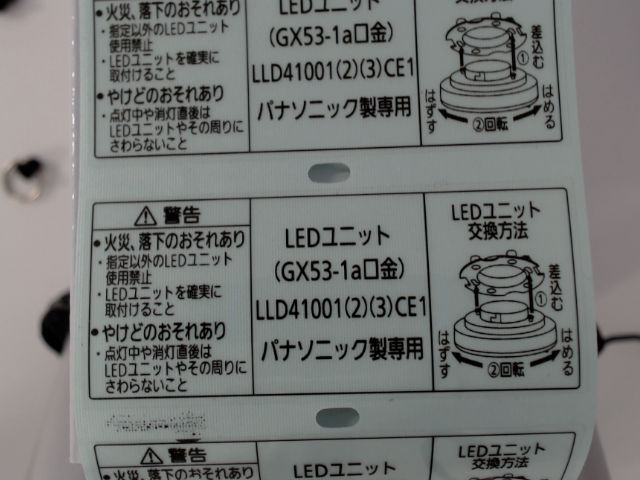 ・火災、落下のおそれあり
・指定以外のLEDユニット
使用禁止
・LEDユニットを確実に
取付けること
・やけどのおそれあり
・点灯中や消灯直後は
LEDユニットやその周りに
さわらないこと
LEDユニット
(GX53-1a口金)
LLD41001(2)(3)CE1
パナソニック製専用
交換方法
差込む
①
はずす
はめる
②回転
⚠警告
・火災、落下のおそれあり
・指定以外のLEDユニット
使用禁止
・LEDユニットを確実に
取付けること
・やけどのおそれあり
・点灯中や消灯直後は
LEDユニットやその周りに
さわらないこと
LEDユニット
(GX53-1a口金)
LLD41001(2)(3)CE1
パナソニック製専用
LEDユニット
交換方法
差込む
①
はずす
はめる
②回転
⚠警告
・火災、落下のおそれあり
LEDユニット
LEDユニット
交換方法